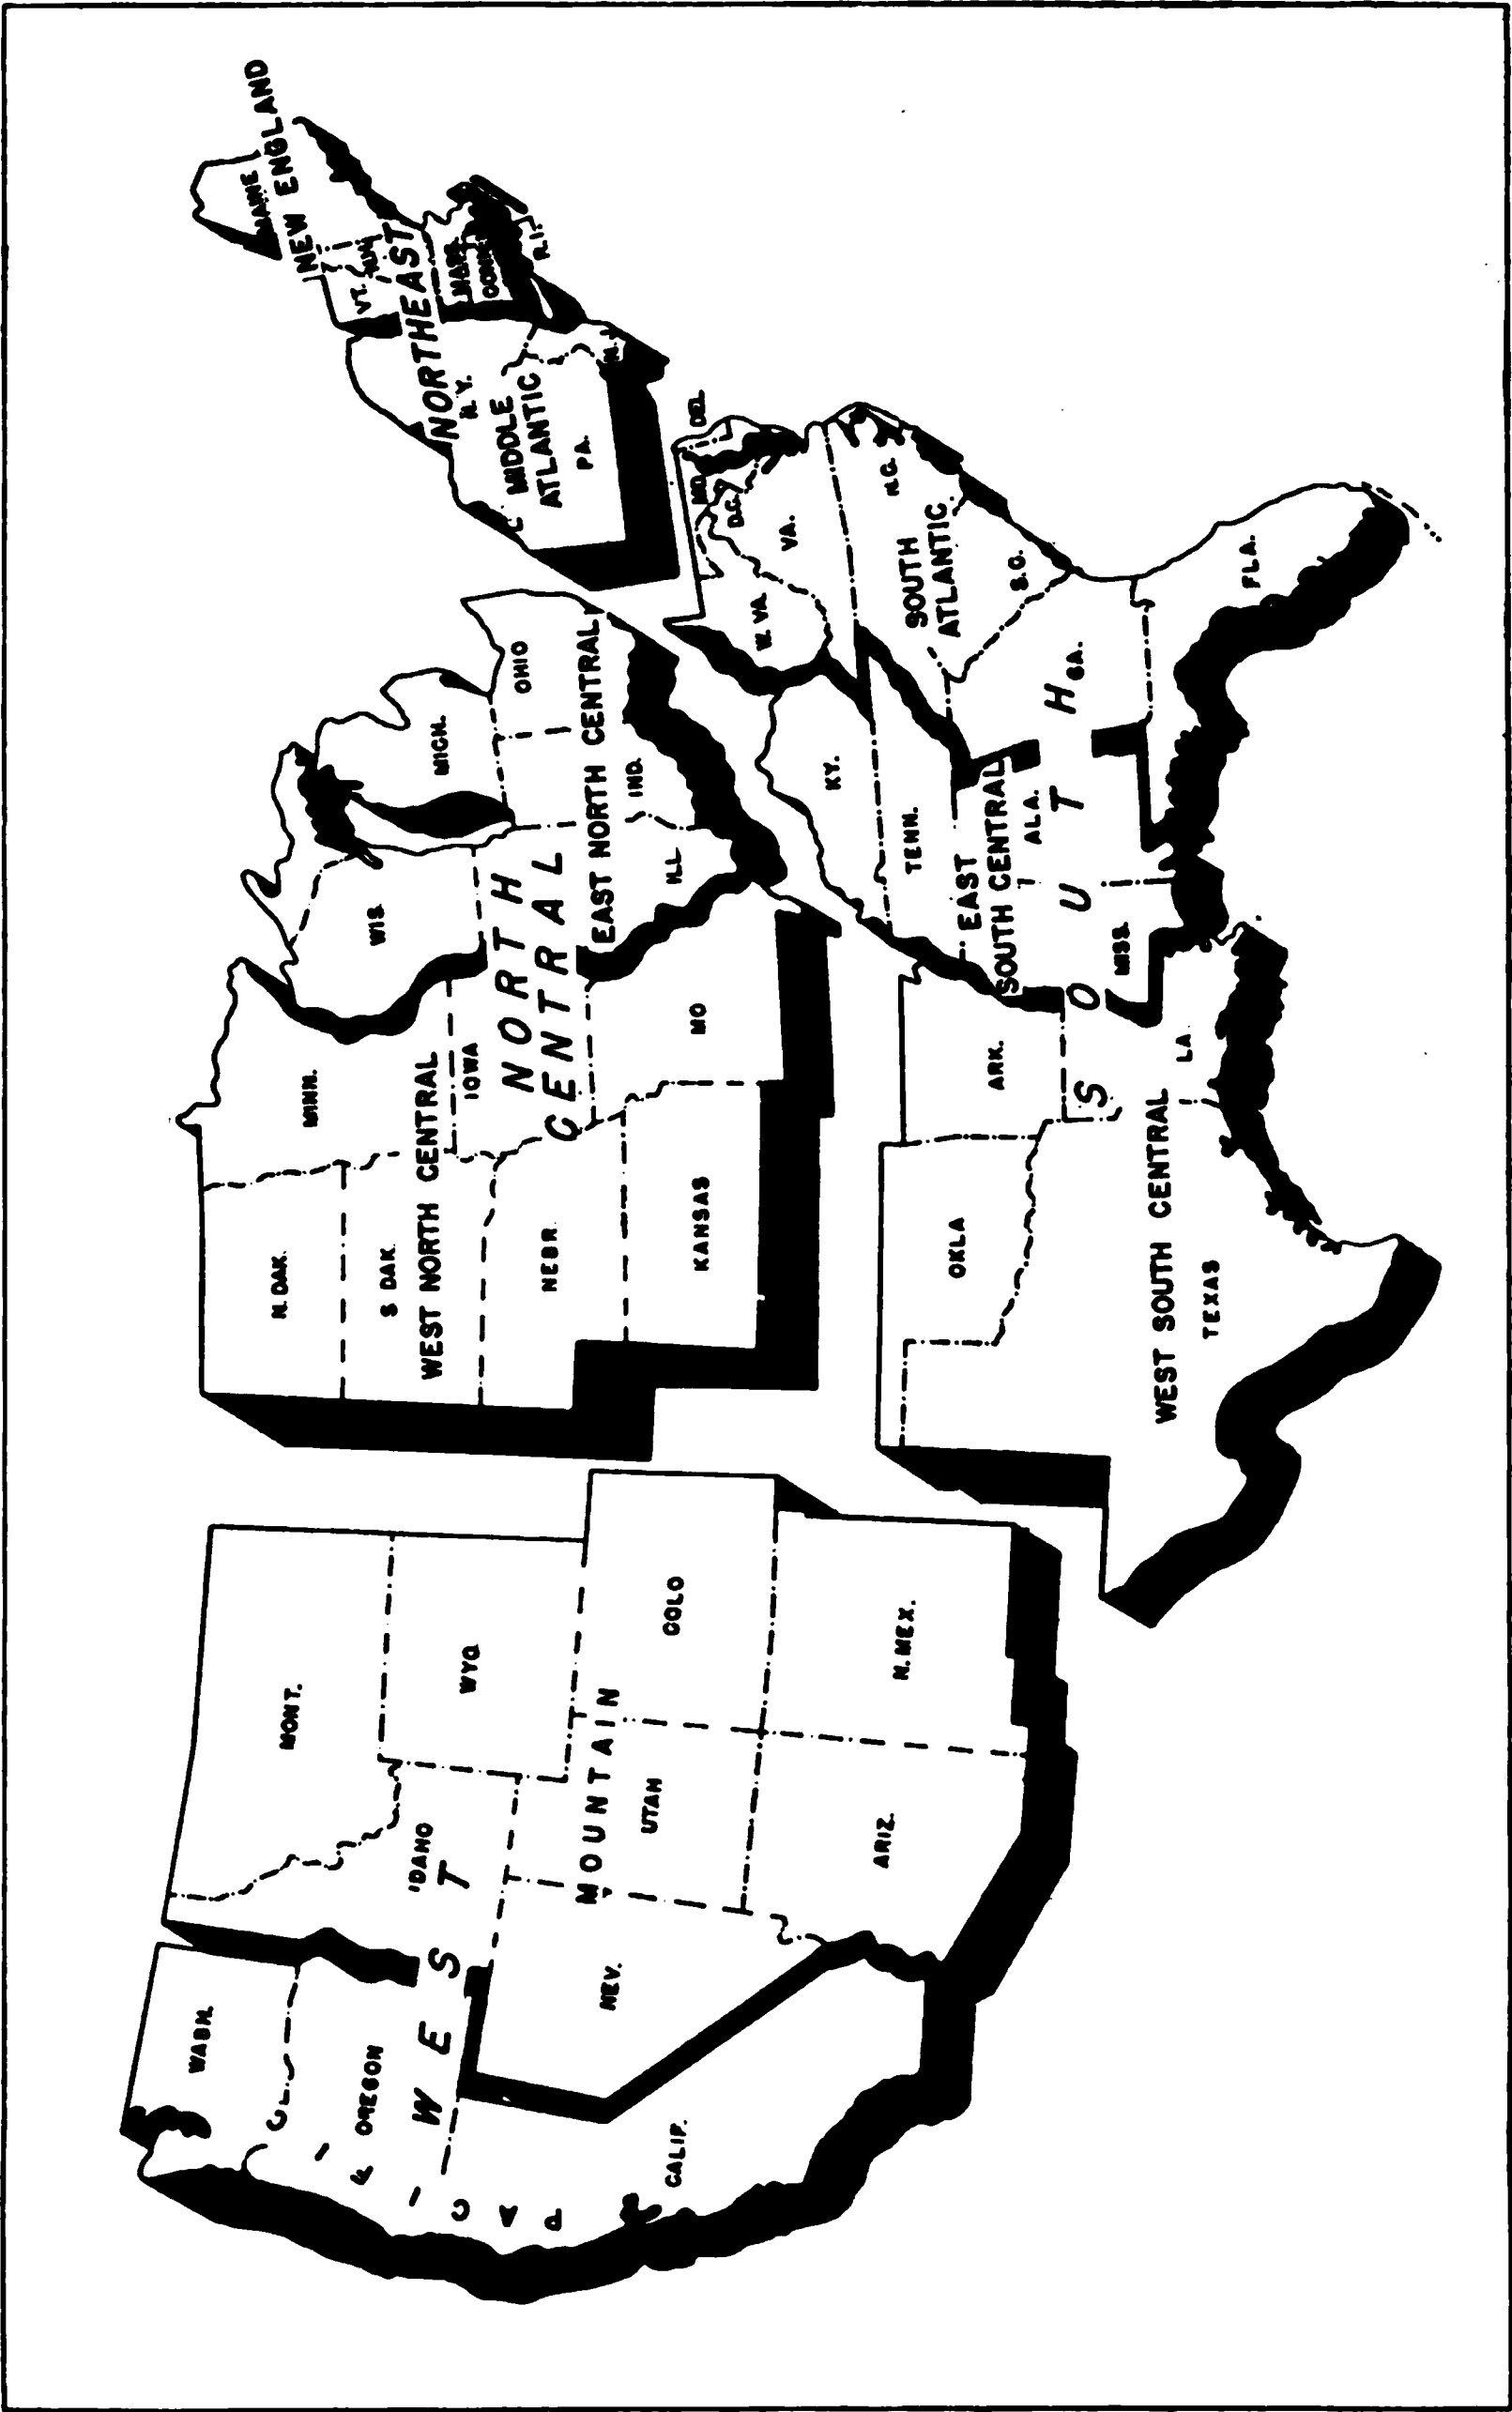 WASH.
OREGON
CALIF.
PACIFIC
WEST
MONT.
IDAHO
WYO
NEV.
UTAH
COLO
ARIZ.
N. MEX.
MOUNTAIN
N. DAK.
S DAK.
NEBR
KANSAS
MINN.
IOWA
MO
WEST NORTH CENTRAL
NORTH
CENTRAL
WIS.
MICH.
ILL
IND.
OHIO
EAST NORTH CENTRAL
NEW ENGLAND
MAINE
VT.
MASS
CONN
R.I.
NORTHEAST
N.Y.
MIDDLE
ATLANTIC
PA.
N.J.
DEL
MD.
D.C.
VA.
W. VA.
N.C.
SOUTH
ATLANTIC
S.C.
GA.
FLA.
KY.
TENN.
EAST
SOUTH CENTRAL
ALA.
MISS.
SOUTH
ARK.
LA
OKLA
WEST SOUTH CENTRAL
TEXAS